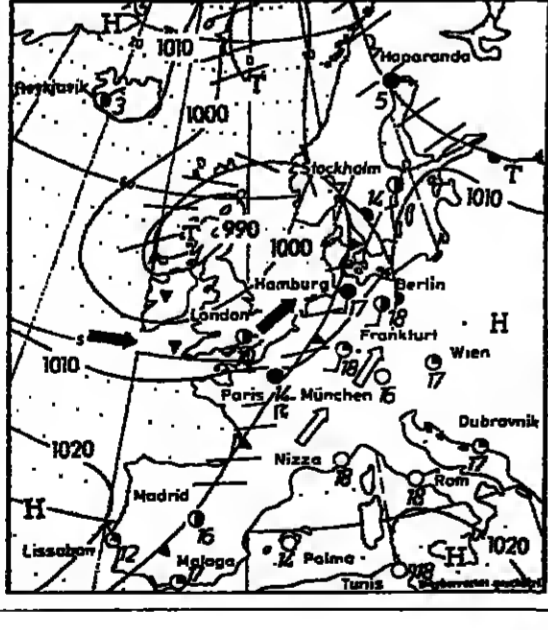 H
1010
Haparanda
Reykjavik
3
T
5
1000
Stockholm
T
14
1010
T
990
1000
Hamburg
Berlin
London
17
18
H
S
Frankfurt
1010
18
Wien
17
Paris
14
München
16
1020
Dubrovnik
17
Nizza
18
Rom
18
H
Madrid
16
Lissabon
12
Malaga
14
Palma
H
1020
Tunis
18